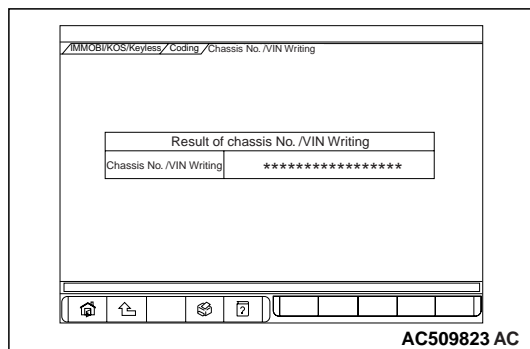 IMMOBI/KOS/Keyless/Coding/Chassis No. /VIN Writing
Result of chassis No. /VIN Writing
Chassis No. /VIN Writing *****************
?
AC509823 AC